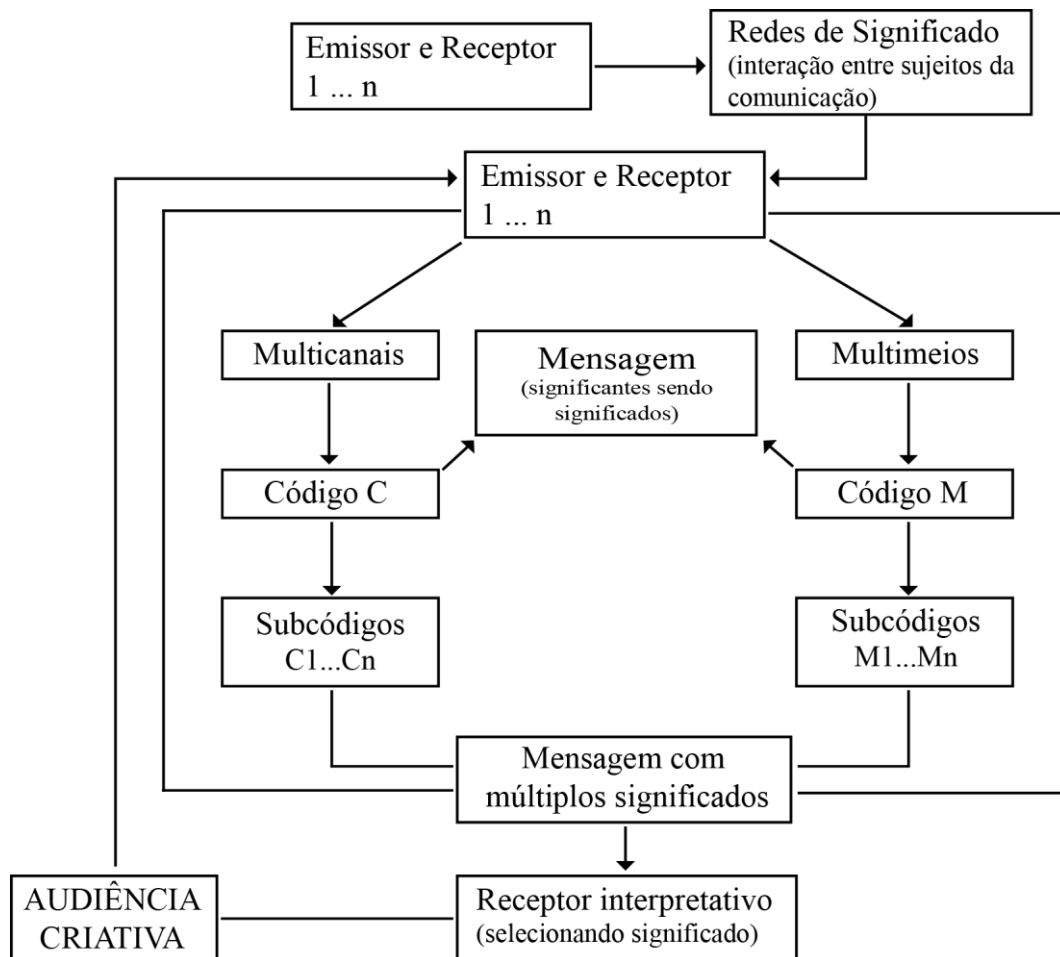 Emissor e Receptor
1 ... n
Redes de Significado
(interação entre sujeitos da
comunicação)
Emissor e Receptor
1 ... n
Multicanais
Mensagem
(significantes sendo
significados)
Multimeios
Código C
Código M
Subcódigos
C1...Cn
Subcódigos
M1...Mn
Mensagem com
múltiplos significados
AUDIÊNCIA
CRIATIVA
Receptor interpretativo
(selecionando significado)